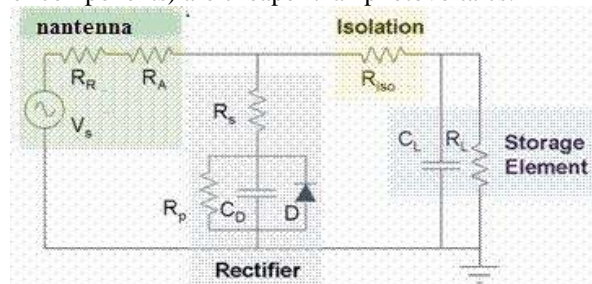 nantenna
Isolation
R_R R_A
R_iso
V_s
R_s
C_L R_L
Storage
Element
R_p C_D D
Rectifier